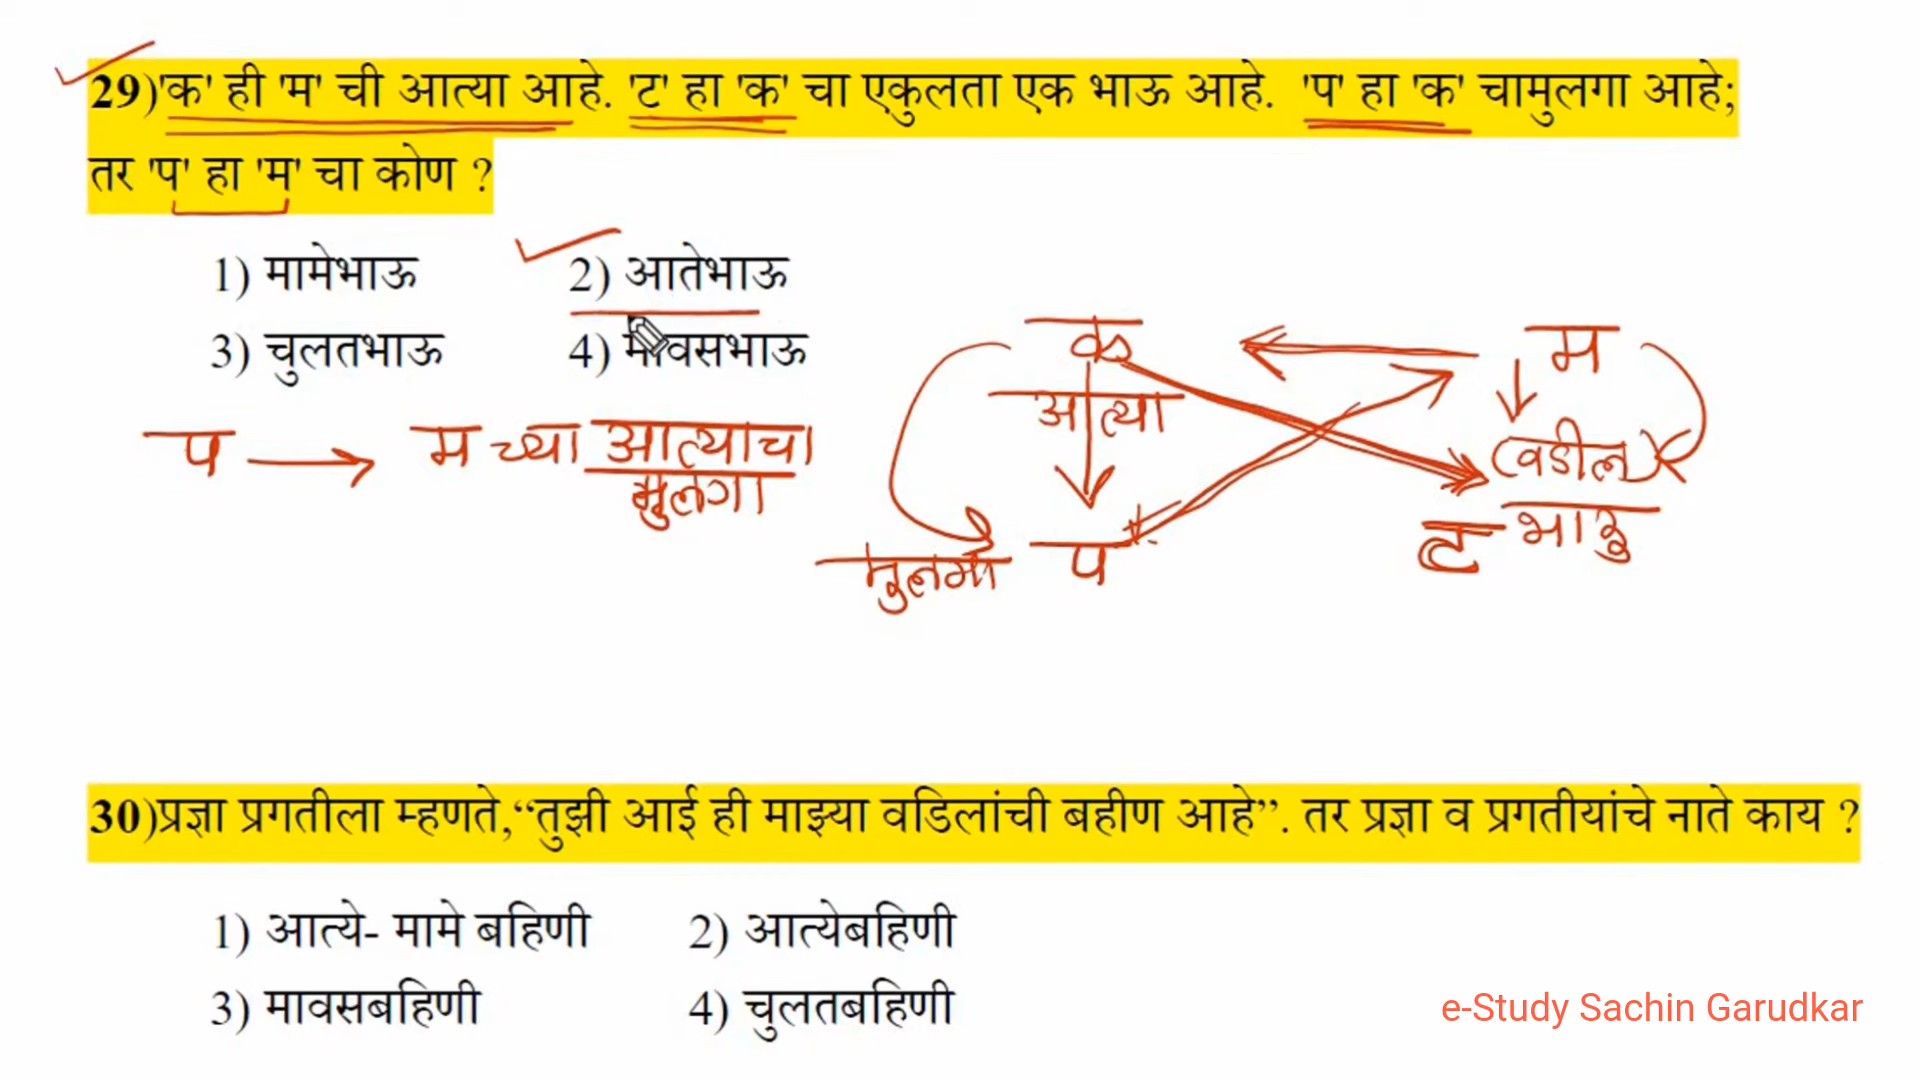 29)'क' ही 'म' ची आत्या आहे. 'ट' हा 'क' चा एकुलता एक भाऊ आहे. 'प' हा 'क' चामुलगा आहे;
तर 'प' हा 'म' चा कोण ?
1) मामेभाऊ 2) आतेभाऊ
3) चुलतभाऊ 4) मावसभाऊ
क म
आत्या वडील
प → म च्या आत्याचा
मुलगा
ट भाऊ
मुलगा प
30)प्रज्ञा प्रगतीला म्हणते,“तुझी आई ही माझ्या वडिलांची बहीण आहे”. तर प्रज्ञा व प्रगतीयांचे नाते काय ?
1) आत्ये- मामे बहिणी 2) आत्येबहिणी
3) मावसबहिणी 4) चुलतबहिणी
e-Study Sachin Garudkar